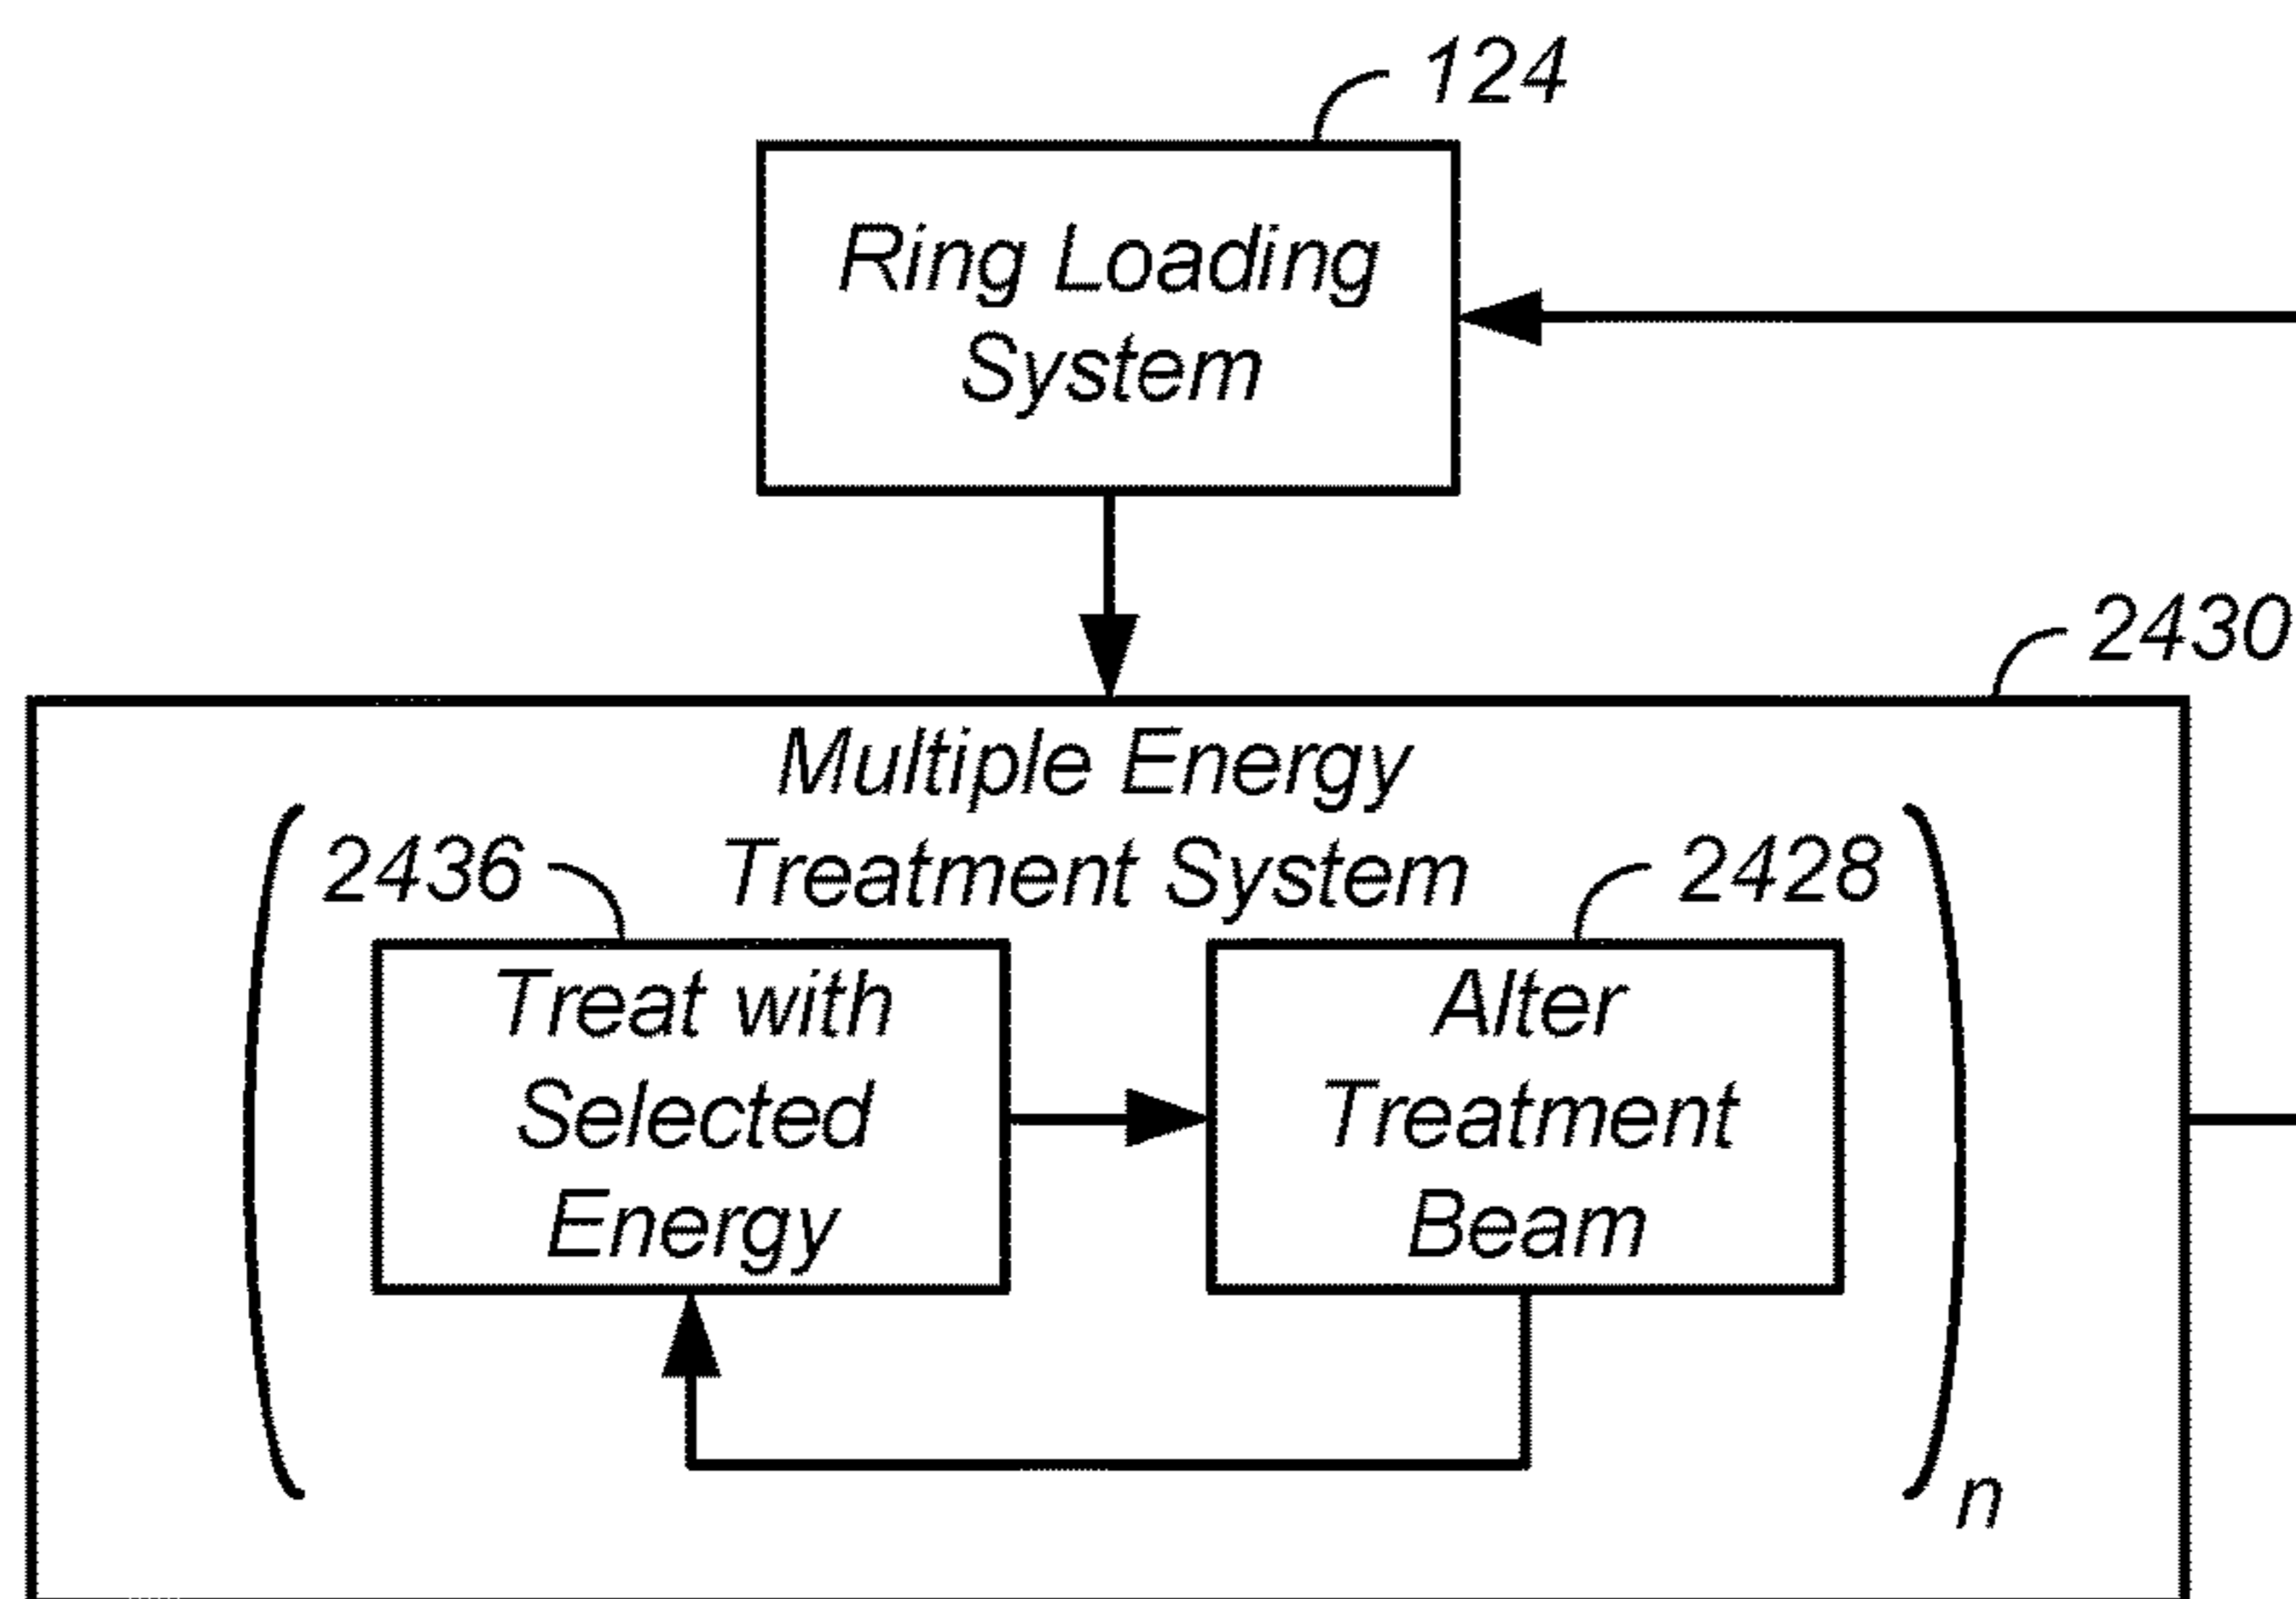 124
Ring Loading
System
2430
Multiple Energy
Treatment System
2436
2428
Treat with
Selected
Energy
Alter
Treatment
Beam
n